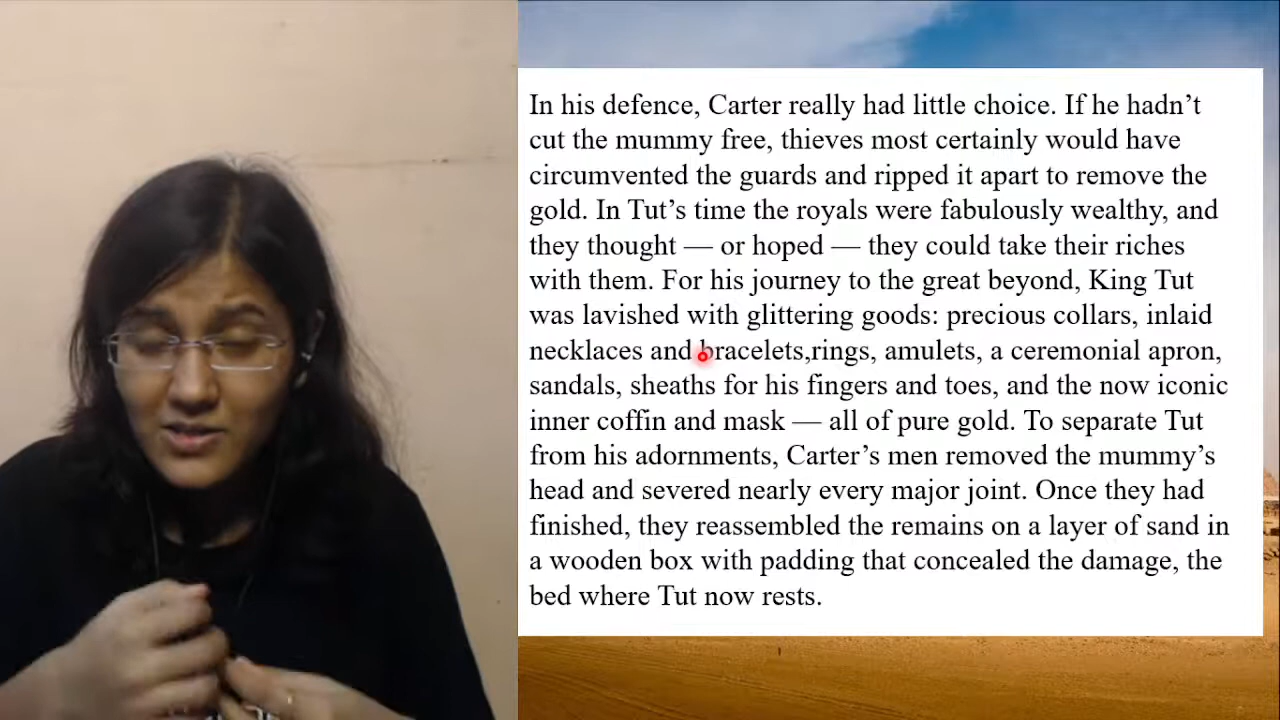 In his defence, Carter really had little choice. If he hadn’t
cut the mummy free, thieves most certainly would have
circumvented the guards and ripped it apart to remove the
gold. In Tut’s time the royals were fabulously wealthy, and
they thought — or hoped — they could take their riches
with them. For his journey to the great beyond, King Tut
was lavished with glittering goods: precious collars, inlaid
necklaces and bracelets,rings, amulets, a ceremonial apron,
sandals, sheaths for his fingers and toes, and the now iconic
inner coffin and mask — all of pure gold. To separate Tut
from his adornments, Carter’s men removed the mummy’s
head and severed nearly every major joint. Once they had
finished, they reassembled the remains on a layer of sand in
a wooden box with padding that concealed the damage, the
bed where Tut now rests.